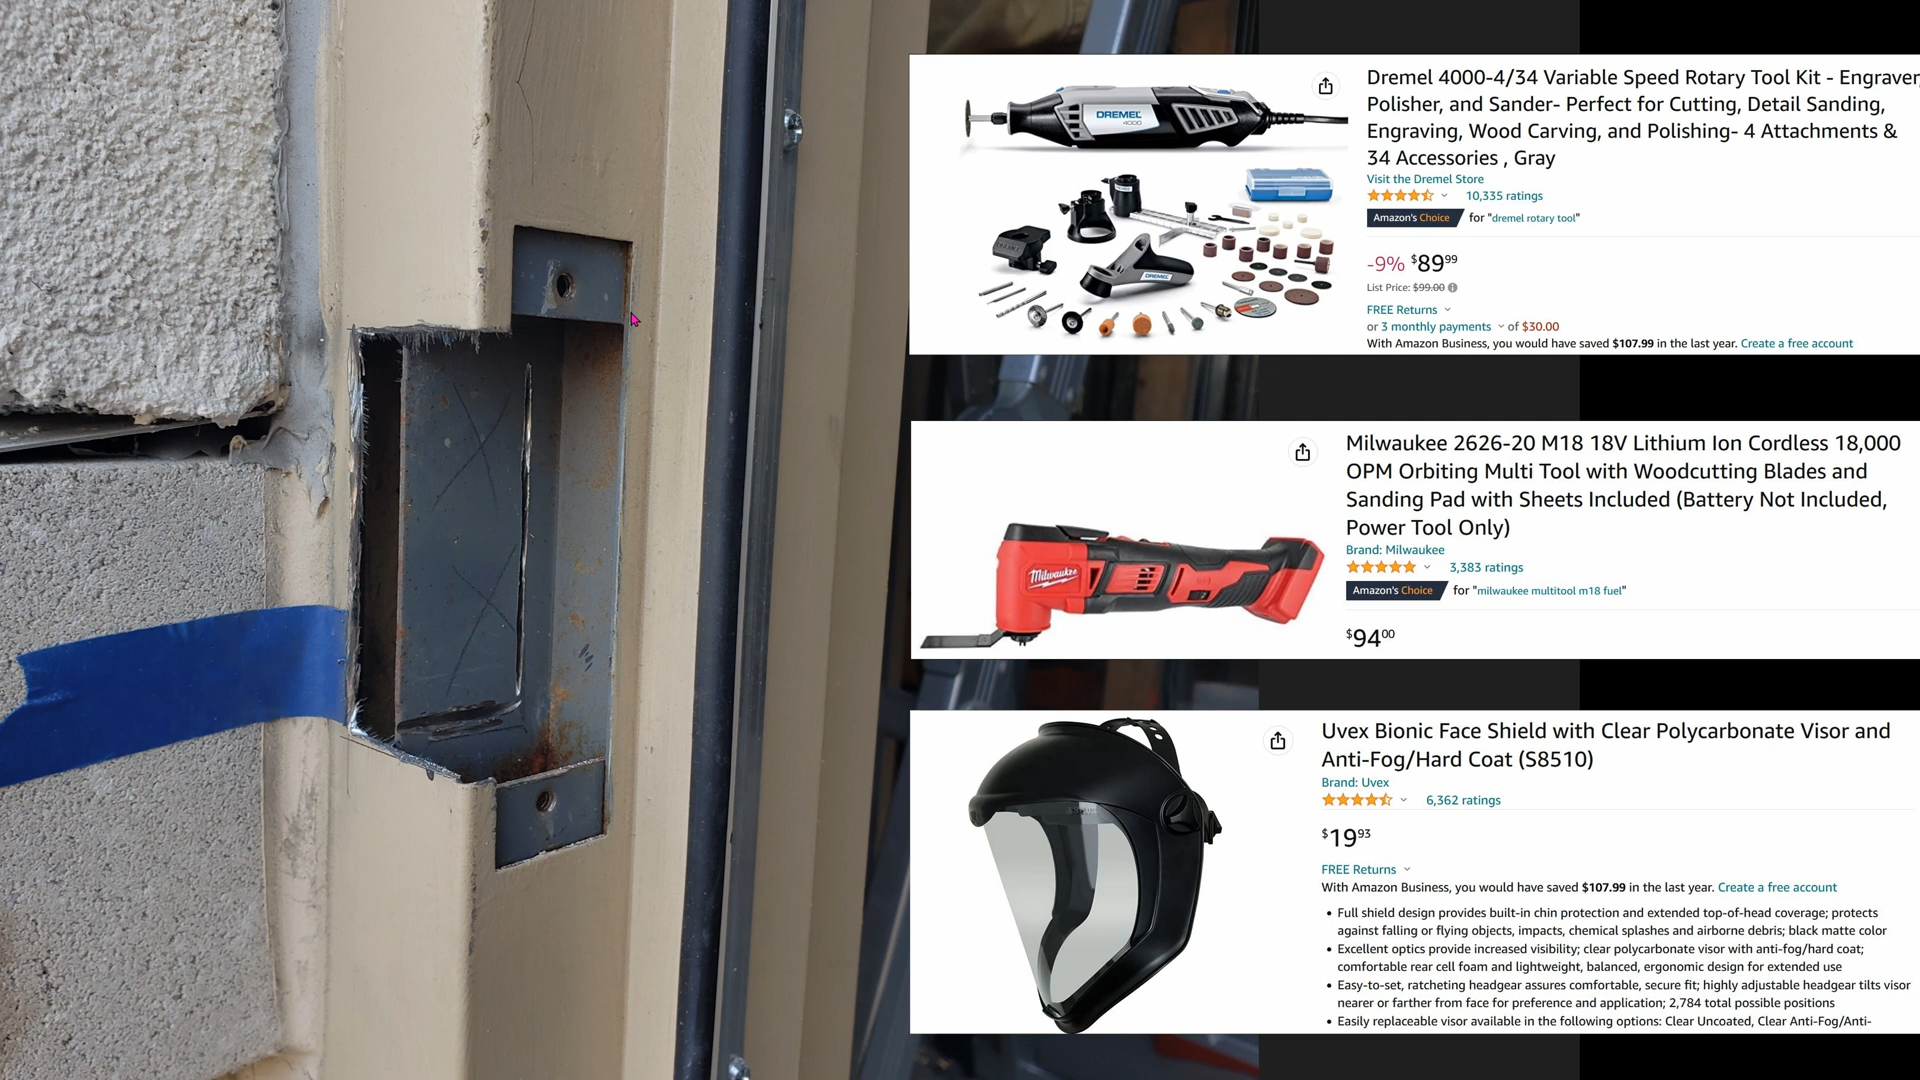 DREMEL
4000
DREMEL
Dremel 4000-4/34 Variable Speed Rotary Tool Kit - Engraver,
Polisher, and Sander- Perfect for Cutting, Detail Sanding,
Engraving, Wood Carving, and Polishing- 4 Attachments &
34 Accessories , Gray
Visit the Dremel Store
10,335 ratings
Amazon's Choice for "dremel rotary tool"
-9% $89.99
List Price: $99.00
FREE Returns
or 3 monthly payments of $30.00
With Amazon Business, you would have saved $107.99 in the last year. Create a free account
Milwaukee
Milwaukee 2626-20 M18 18V Lithium Ion Cordless 18,000
OPM Orbiting Multi Tool with Woodcutting Blades and
Sanding Pad with Sheets Included (Battery Not Included,
Power Tool Only)
Brand: Milwaukee
3,383 ratings
Amazon's Choice for "milwaukee multitool m18 fuel"
$94.00
Uvex Bionic Face Shield with Clear Polycarbonate Visor and
Anti-Fog/Hard Coat (S8510)
Brand: Uvex
6,362 ratings
$19.93
FREE Returns
With Amazon Business, you would have saved $107.99 in the last year. Create a free account
• Full shield design provides built-in chin protection and extended top-of-head coverage; protects
against falling or flying objects, impacts, chemical splashes and airborne debris; black matte color
• Excellent optics provide increased visibility; clear polycarbonate visor with anti-fog/hard coat;
comfortable rear cell foam and lightweight, balanced, ergonomic design for extended use
• Easy-to-set, ratcheting headgear assures comfortable, secure fit; highly adjustable headgear tilts visor
nearer or farther from face for preference and application; 2,784 total possible positions
• Easily replaceable visor available in the following options: Clear Uncoated, Clear Anti-Fog/Anti-